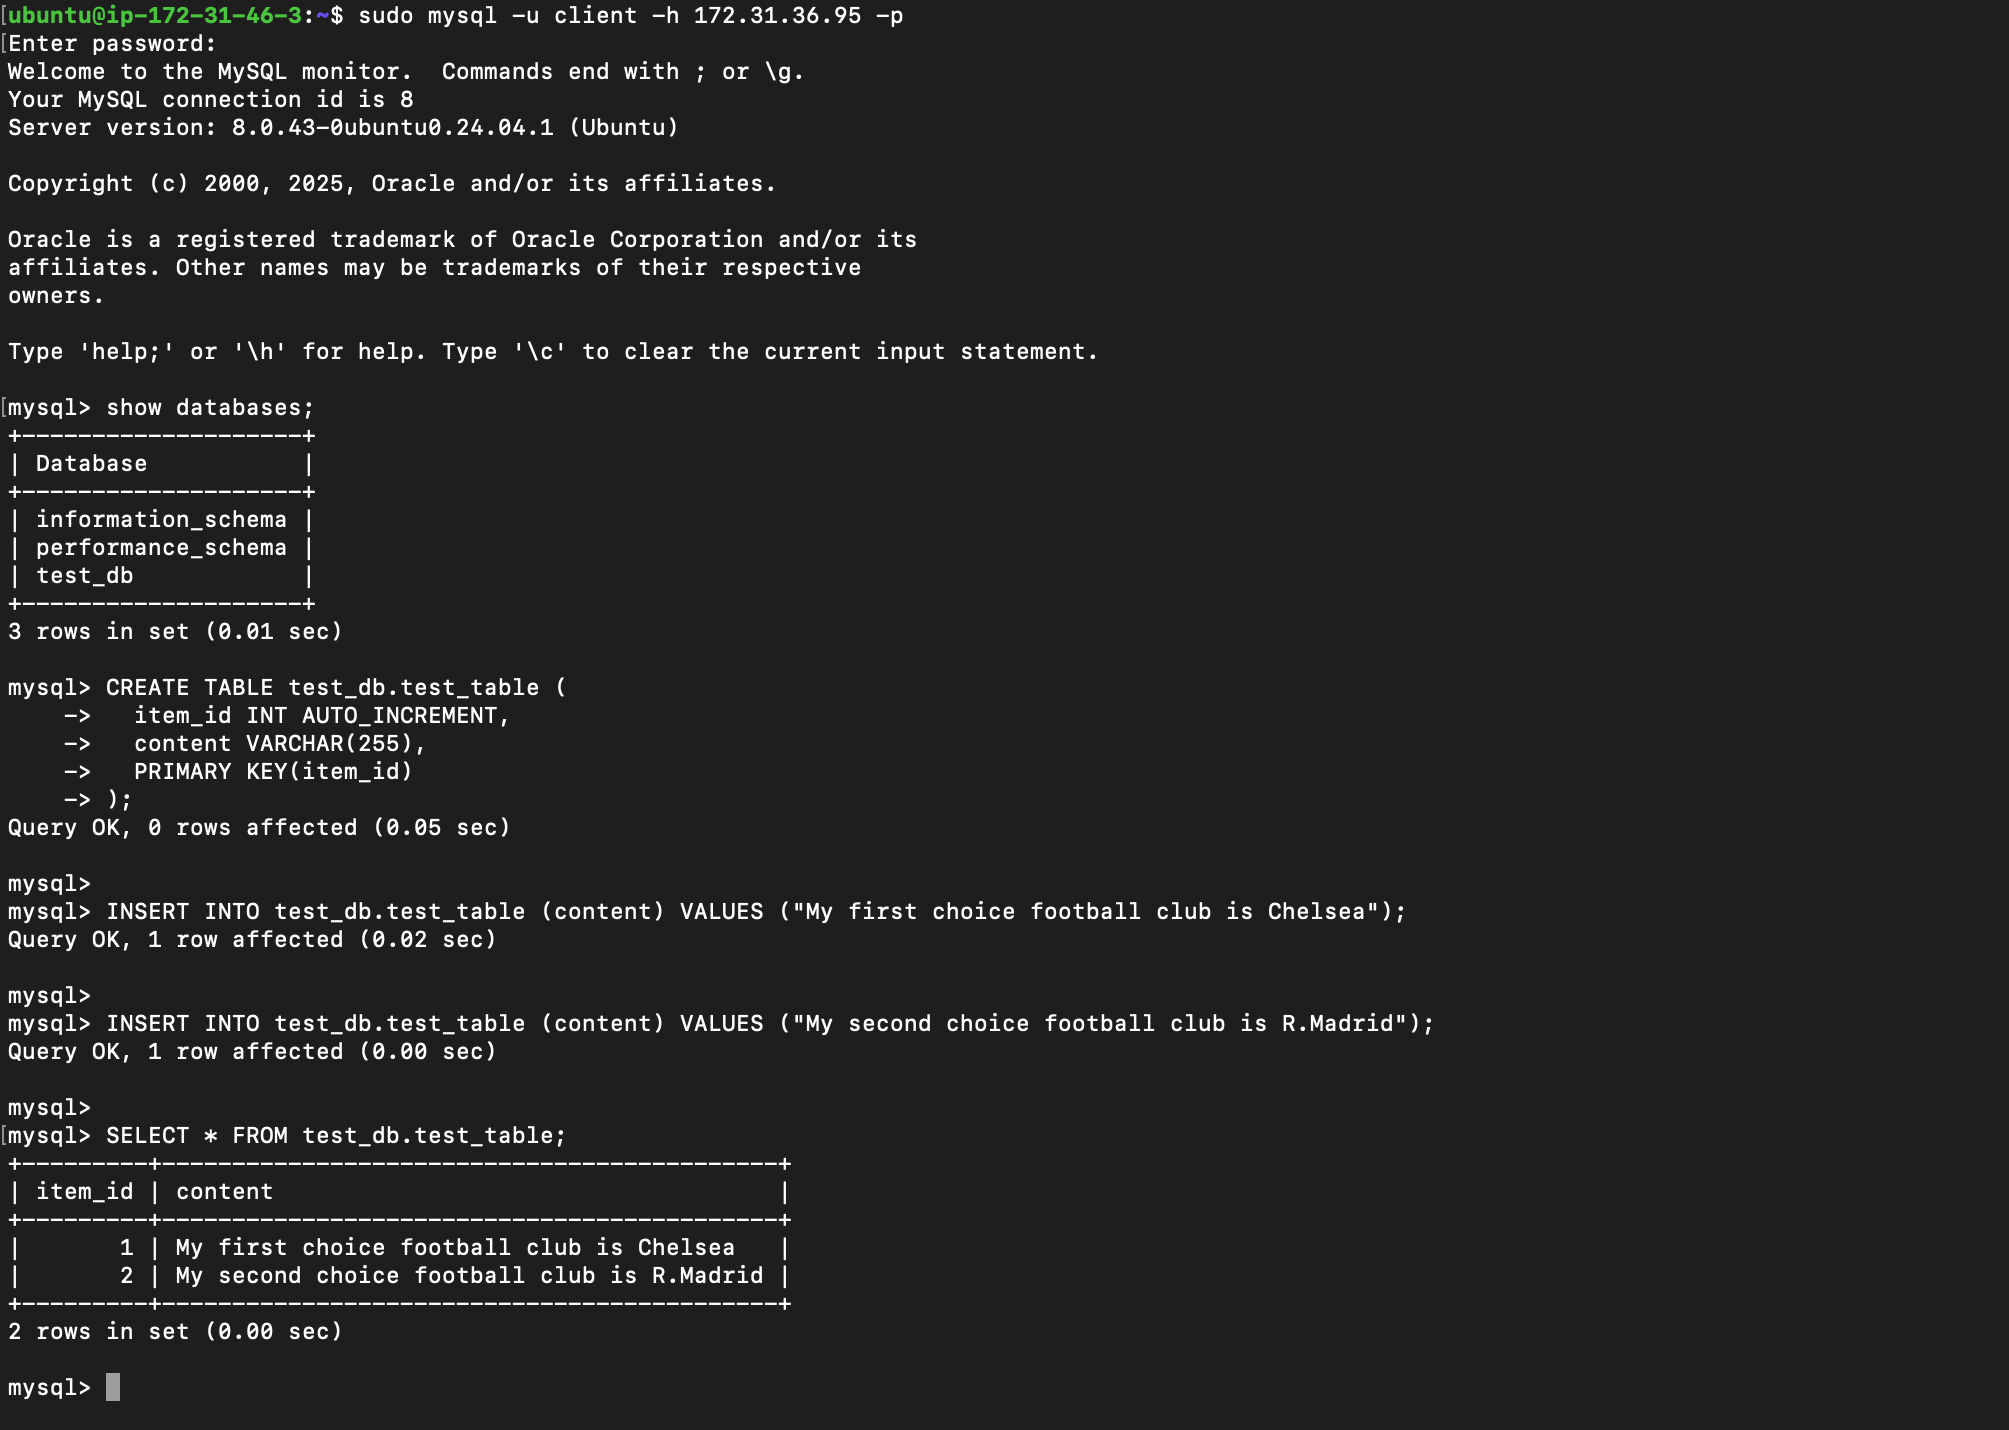 [ubuntu@ip-172-31-46-3:~$ sudo mysql -u client -h 172.31.36.95 -p
[Enter password:
Welcome to the MySQL monitor.  Commands end with ; or \g.
Your MySQL connection id is 8
Server version: 8.0.43-0ubuntu0.24.04.1 (Ubuntu)

Copyright (c) 2000, 2025, Oracle and/or its affiliates.

Oracle is a registered trademark of Oracle Corporation and/or its
affiliates. Other names may be trademarks of their respective
owners.

Type 'help;' or '\h' for help. Type '\c' to clear the current input statement.

[mysql> show databases;
+--------------------+
| Database           |
+--------------------+
| information_schema |
| performance_schema |
| test_db            |
+--------------------+
3 rows in set (0.01 sec)

mysql> CREATE TABLE test_db.test_table (
    ->   item_id INT AUTO_INCREMENT,
    ->   content VARCHAR(255),
    ->   PRIMARY KEY(item_id)
    -> );
Query OK, 0 rows affected (0.05 sec)

mysql>
mysql> INSERT INTO test_db.test_table (content) VALUES ("My first choice football club is Chelsea");
Query OK, 1 row affected (0.02 sec)

mysql>
mysql> INSERT INTO test_db.test_table (content) VALUES ("My second choice football club is R.Madrid");
Query OK, 1 row affected (0.00 sec)

mysql>
[mysql> SELECT * FROM test_db.test_table;
+---------+--------------------------------------------+
| item_id | content                                    |
+---------+--------------------------------------------+
|       1 | My first choice football club is Chelsea   |
|       2 | My second choice football club is R.Madrid |
+---------+--------------------------------------------+
2 rows in set (0.00 sec)

mysql>